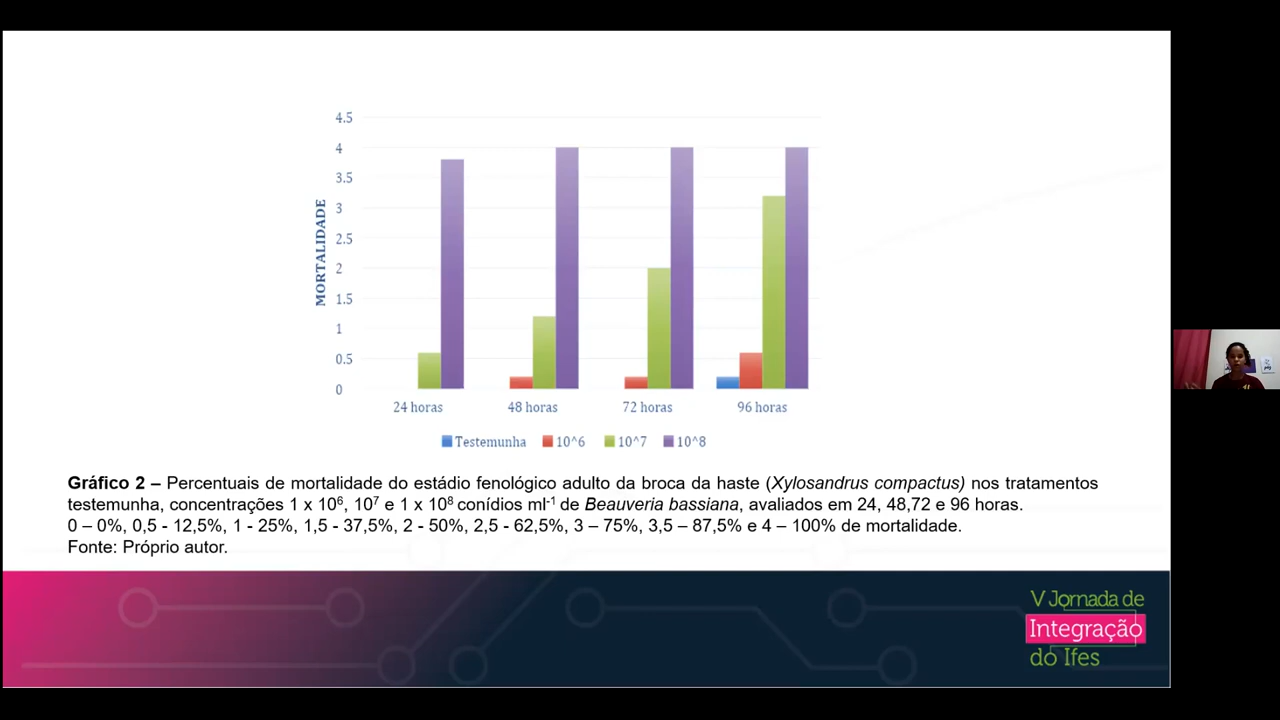 4.5
4
3.5
3
2.5
2
1.5
1
0.5
0
MORTALIDADE
24 horas 48 horas 72 horas 96 horas
Testemunha 10^6 10^7 10^8
Gráfico 2 – Percentuais de mortalidade do estádio fenológico adulto da broca da haste (Xylosandrus compactus) nos tratamentos
testemunha, concentrações 1 x 10⁶, 10⁷ e 1 x 10⁸ conídios ml⁻¹ de Beauveria bassiana, avaliados em 24, 48,72 e 96 horas.
0 – 0%, 0,5 - 12,5%, 1 - 25%, 1,5 - 37,5%, 2 - 50%, 2,5 - 62,5%, 3 – 75%, 3,5 – 87,5% e 4 – 100% de mortalidade.
Fonte: Próprio autor.
V Jornada de
Integração
do Ifes